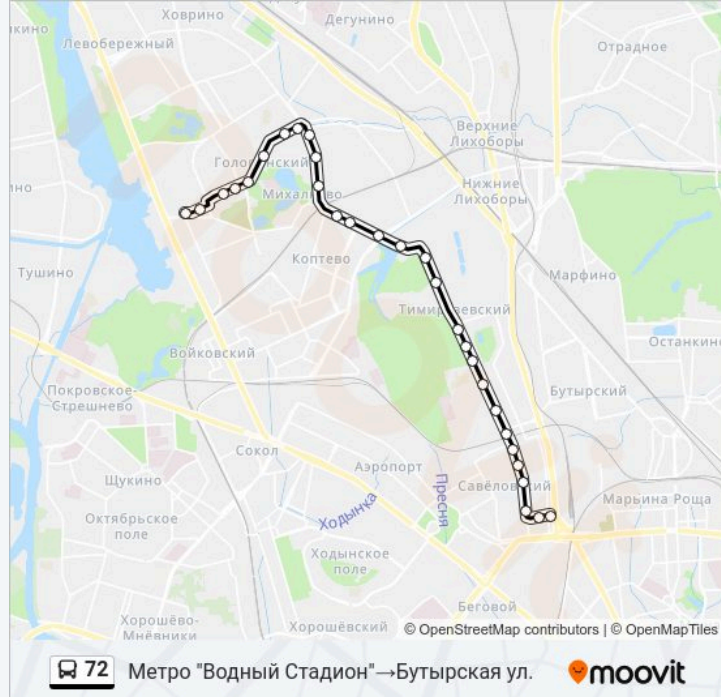 Ховрино
Дегунино
Левобережный
Отрадное
Верхние
Лихоборы
Головинский
Михалково
Нижние
Лихоборы
Тушино
Коптево
Марфино
Тимирязевский
Останкино
Войковский
Покровское-
Стрешнево
Бутырский
Сокол
Аэропорт
Щукино
Пресня
Савёловский
Марьина Роща
Октябрьское
поле
Ходынка
Ходынское
поле
Беговой
Хорошёво-
Мнёвники
Хорошёвский
© OpenStreetMap contributors | © OpenMapTiles
72 Метро "Водный Стадион"→Бутырская ул. moovit